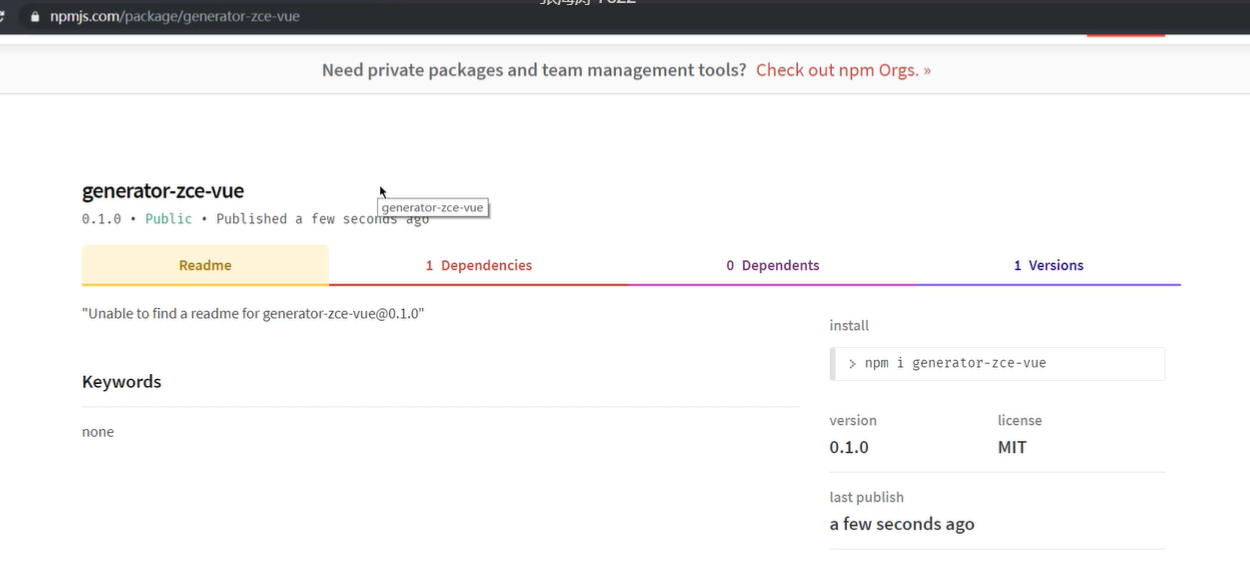 npmjs.com/package/generator-zce-vue
Need private packages and team management tools? Check out npm Orgs. »
generator-zce-vue
generator-zce-vue
0.1.0 • Public • Published a few seconds ago
Readme
1 Dependencies
0 Dependents
1 Versions
"Unable to find a readme for generator-zce-vue@0.1.0"
Keywords
none
install
> npm i generator-zce-vue
version
license
0.1.0
MIT
last publish
a few seconds ago